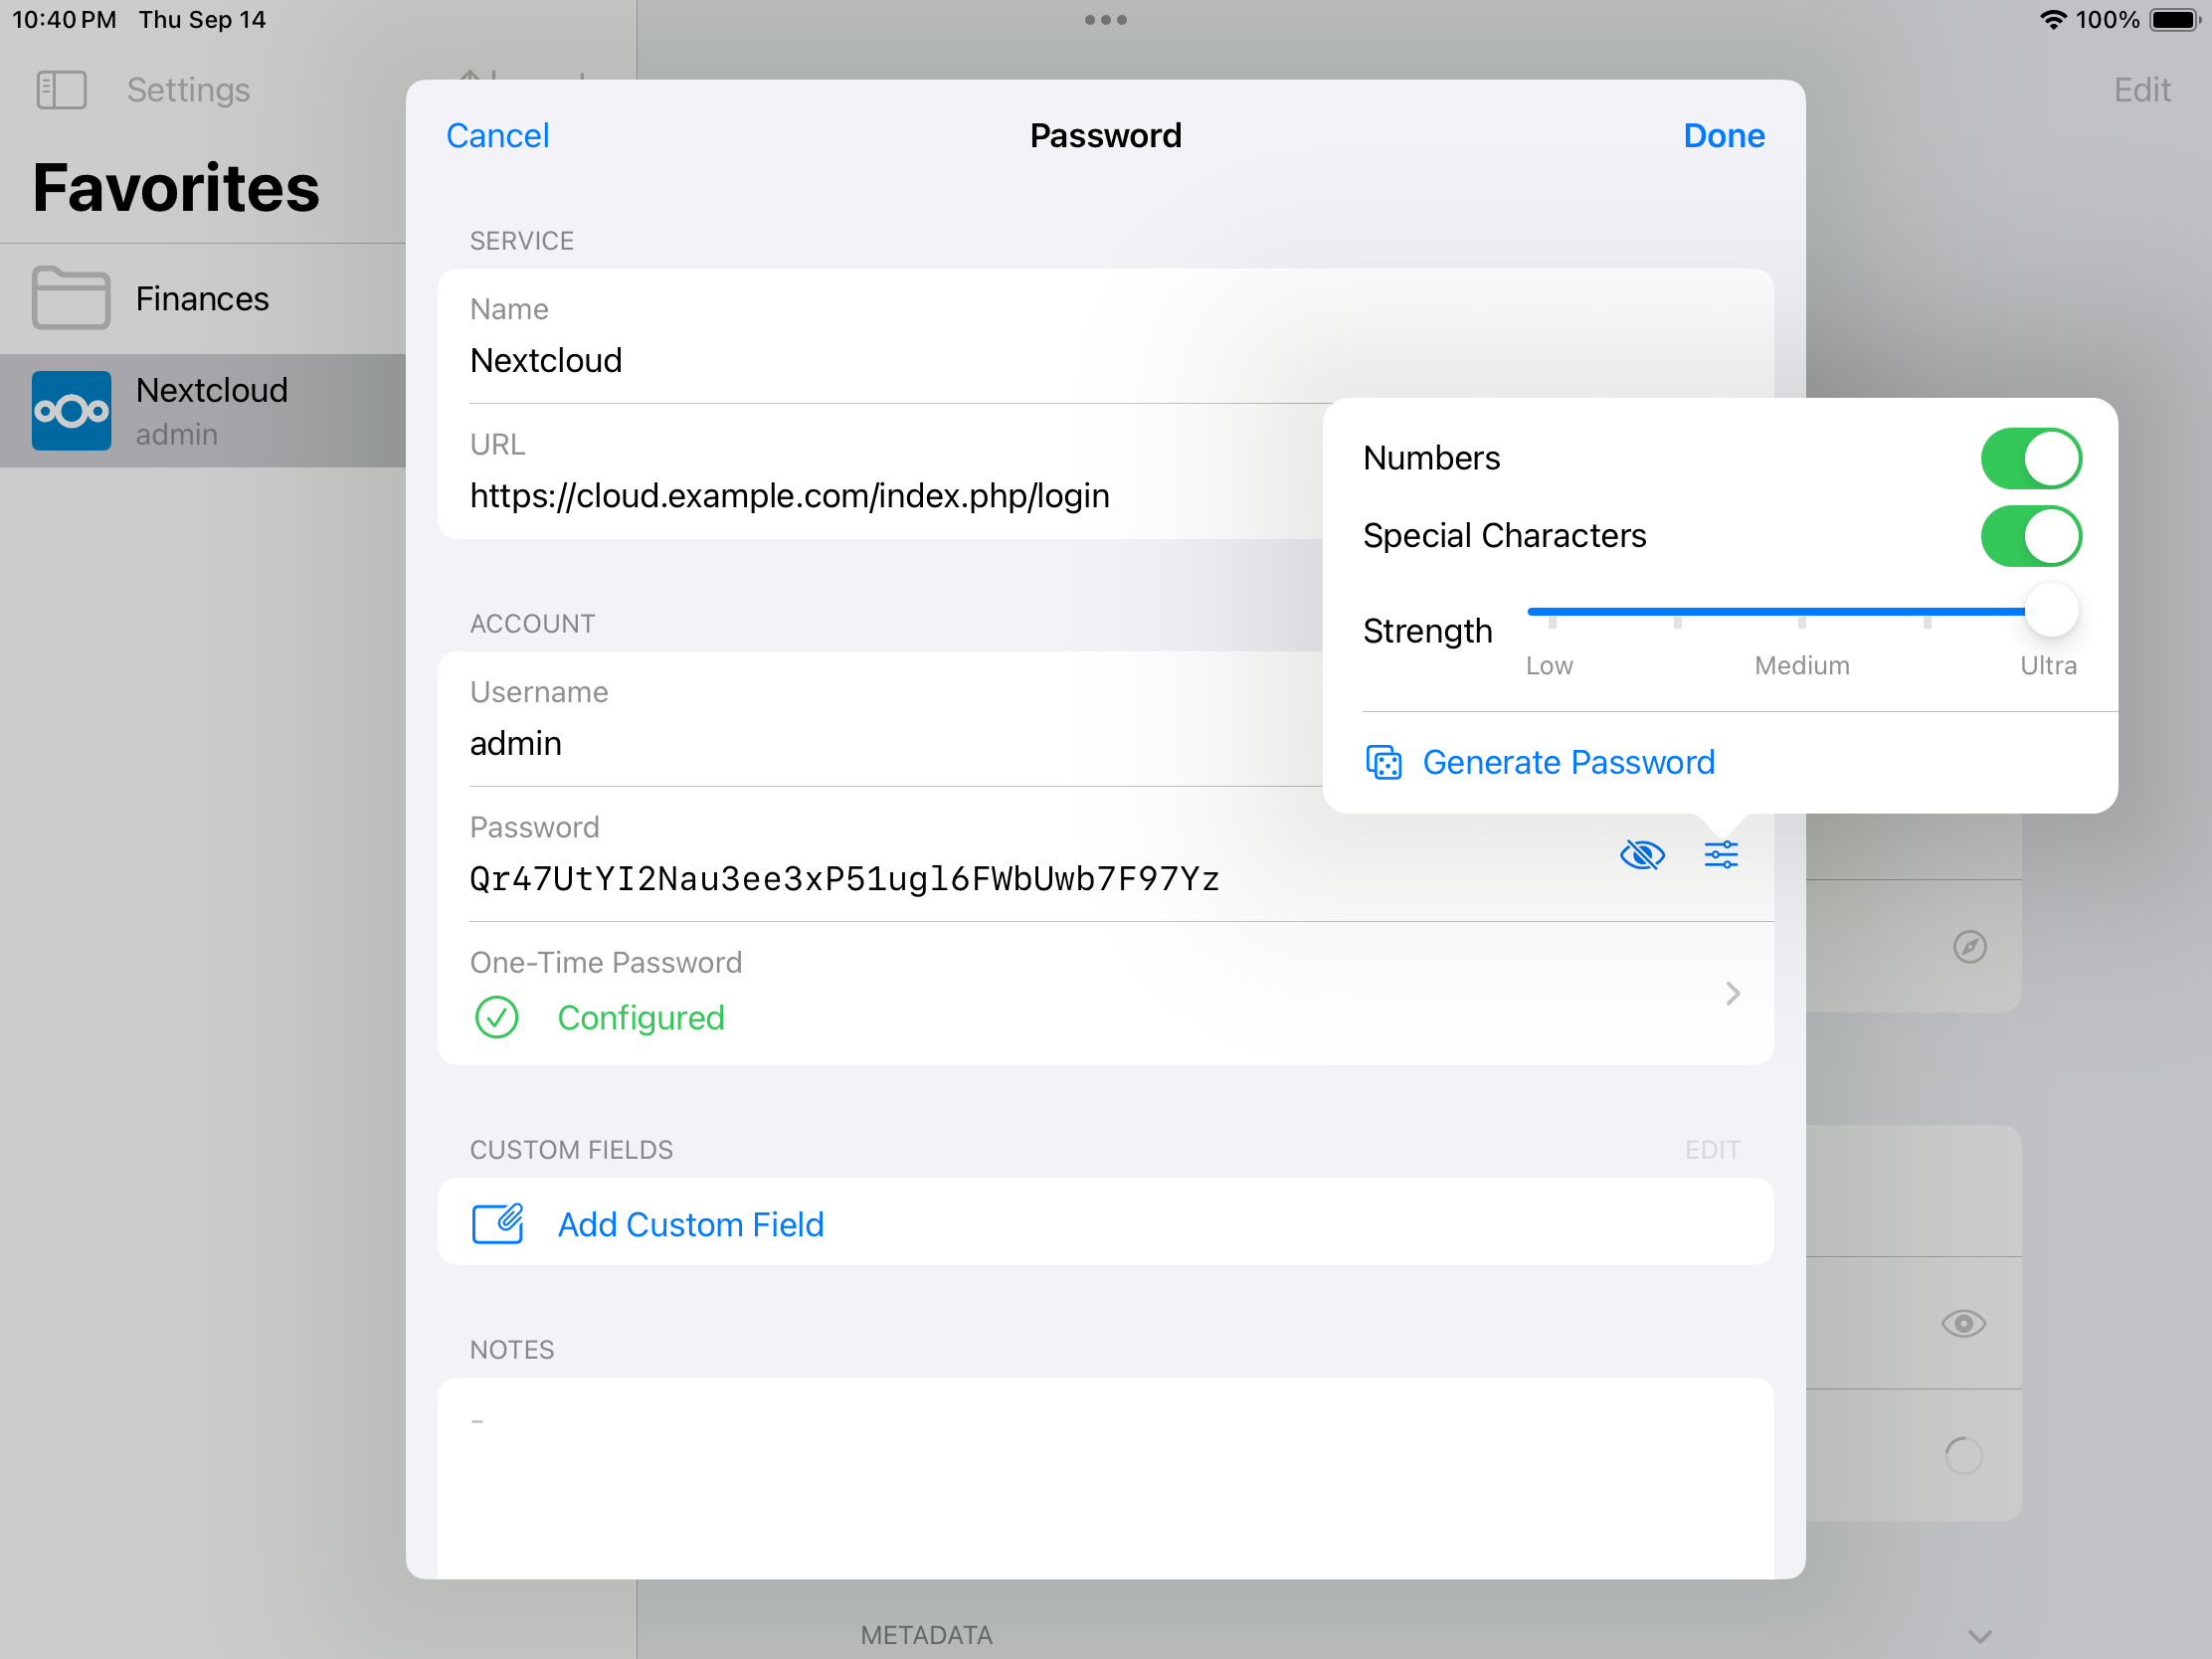 10:40 PM Thu Sep 14
100%
Settings
Edit
Favorites
Finances
Nextcloud
admin
Cancel
Password
Done
SERVICE
Name
Nextcloud
URL
https://cloud.example.com/index.php/login
ACCOUNT
Username
admin
Password
Qr47UtYI2Nau3ee3xP51ugl6FWbUwb7F97Yz
One-Time Password
Configured
CUSTOM FIELDS
EDIT
Add Custom Field
NOTES
-
Numbers
Special Characters
Strength
Low
Medium
Ultra
Generate Password
METADATA